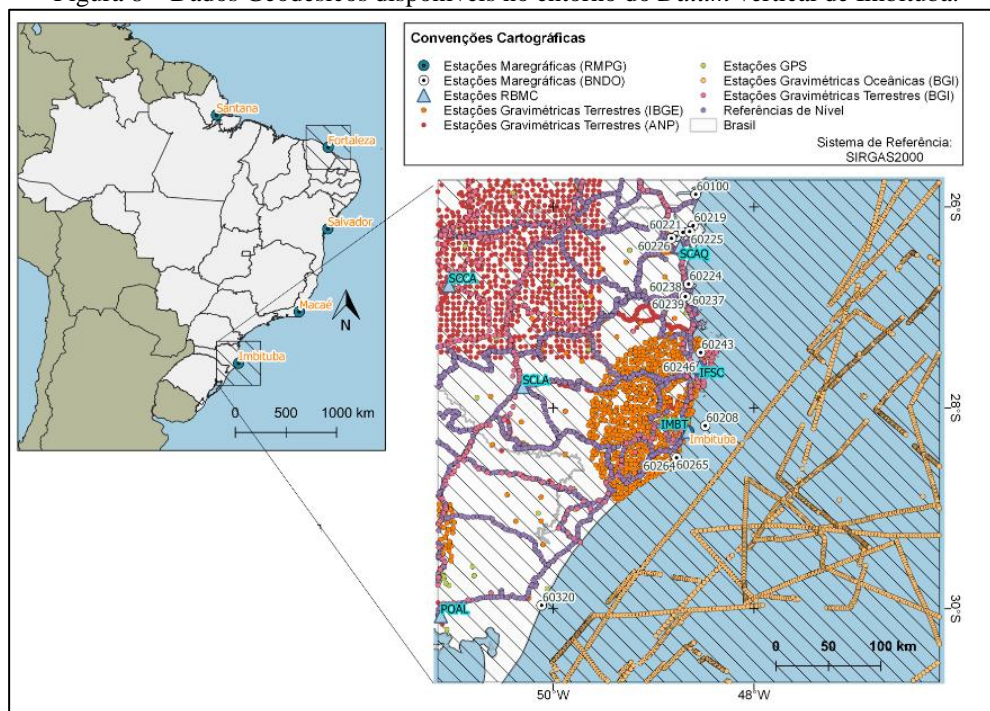 Figura 6 – Dados Geodésicos disponíveis no entorno do Datum Vertical de Imbituba.
Santana
Fortaleza
Salvador
Macaé
Imbituba
N
0 500 1000 km
Convenções Cartográficas
Estações Maregráficas (RMPG)
Estações Maregráficas (BNDO)
Estações RBMC
Estações Gravimétricas Terrestres (IBGE)
Estações Gravimétricas Terrestres (ANP)
Estações GPS
Estações Gravimétricas Oceânicas (BGI)
Estações Gravimétricas Terrestres (BGI)
Referências de Nível
Brasil
Sistema de Referência:
SIRGAS2000
60100
26°S
60221
60219
60226
60225
SCAQ
SCCA
60224
60238
60239
60237
60243
60246
IFSC
SCLA
28°S
60208
IMBT
Imbituba
60264
60265
POAL
60320
30°S
0 50 100 km
50°W
48°W